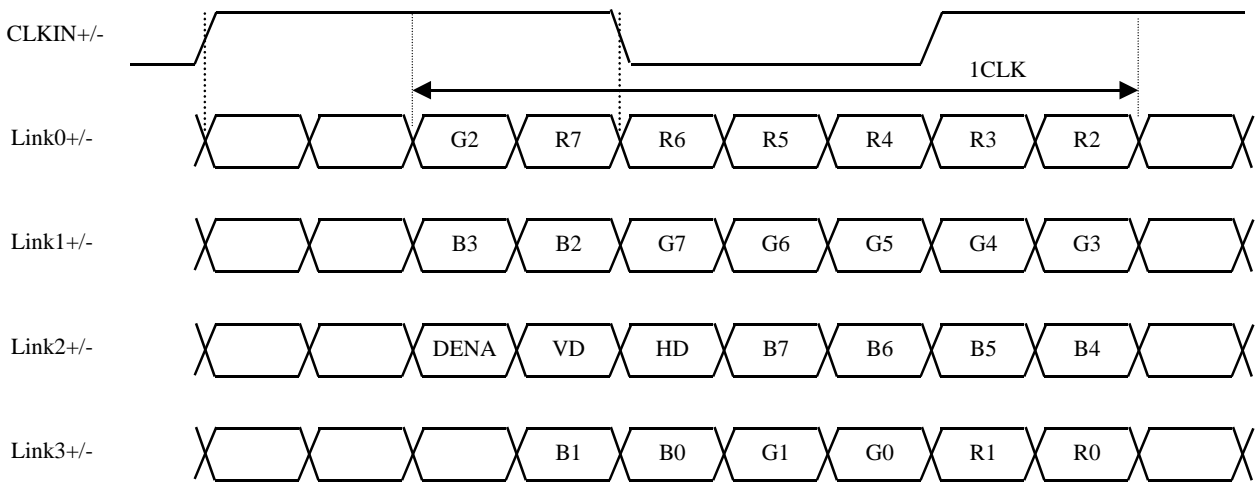 CLKIN+/-
1CLK
Link0+/- G2 R7 R6 R5 R4 R3 R2
Link1+/- B3 B2 G7 G6 G5 G4 G3
Link2+/- DENA VD HD B7 B6 B5 B4
Link3+/- B1 B0 G1 G0 R1 R0